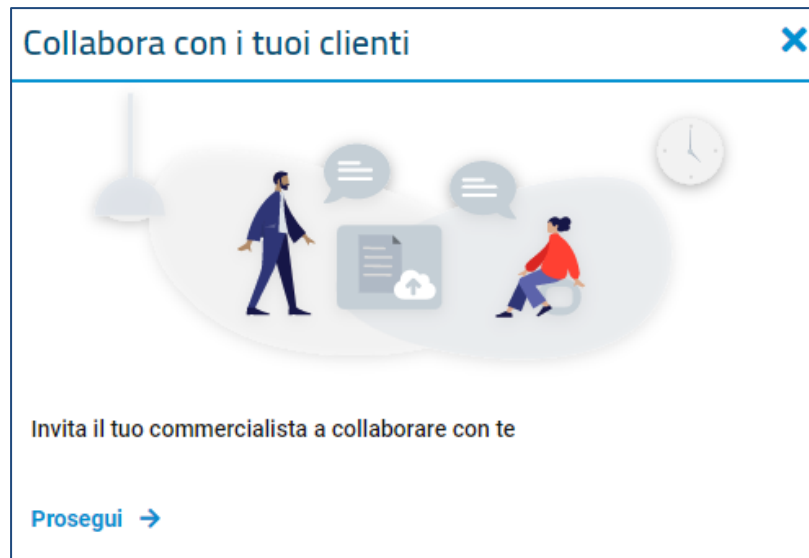 Collabora con i tuoi clienti
Invita il tuo commercialista a collaborare con te
Prosegui →